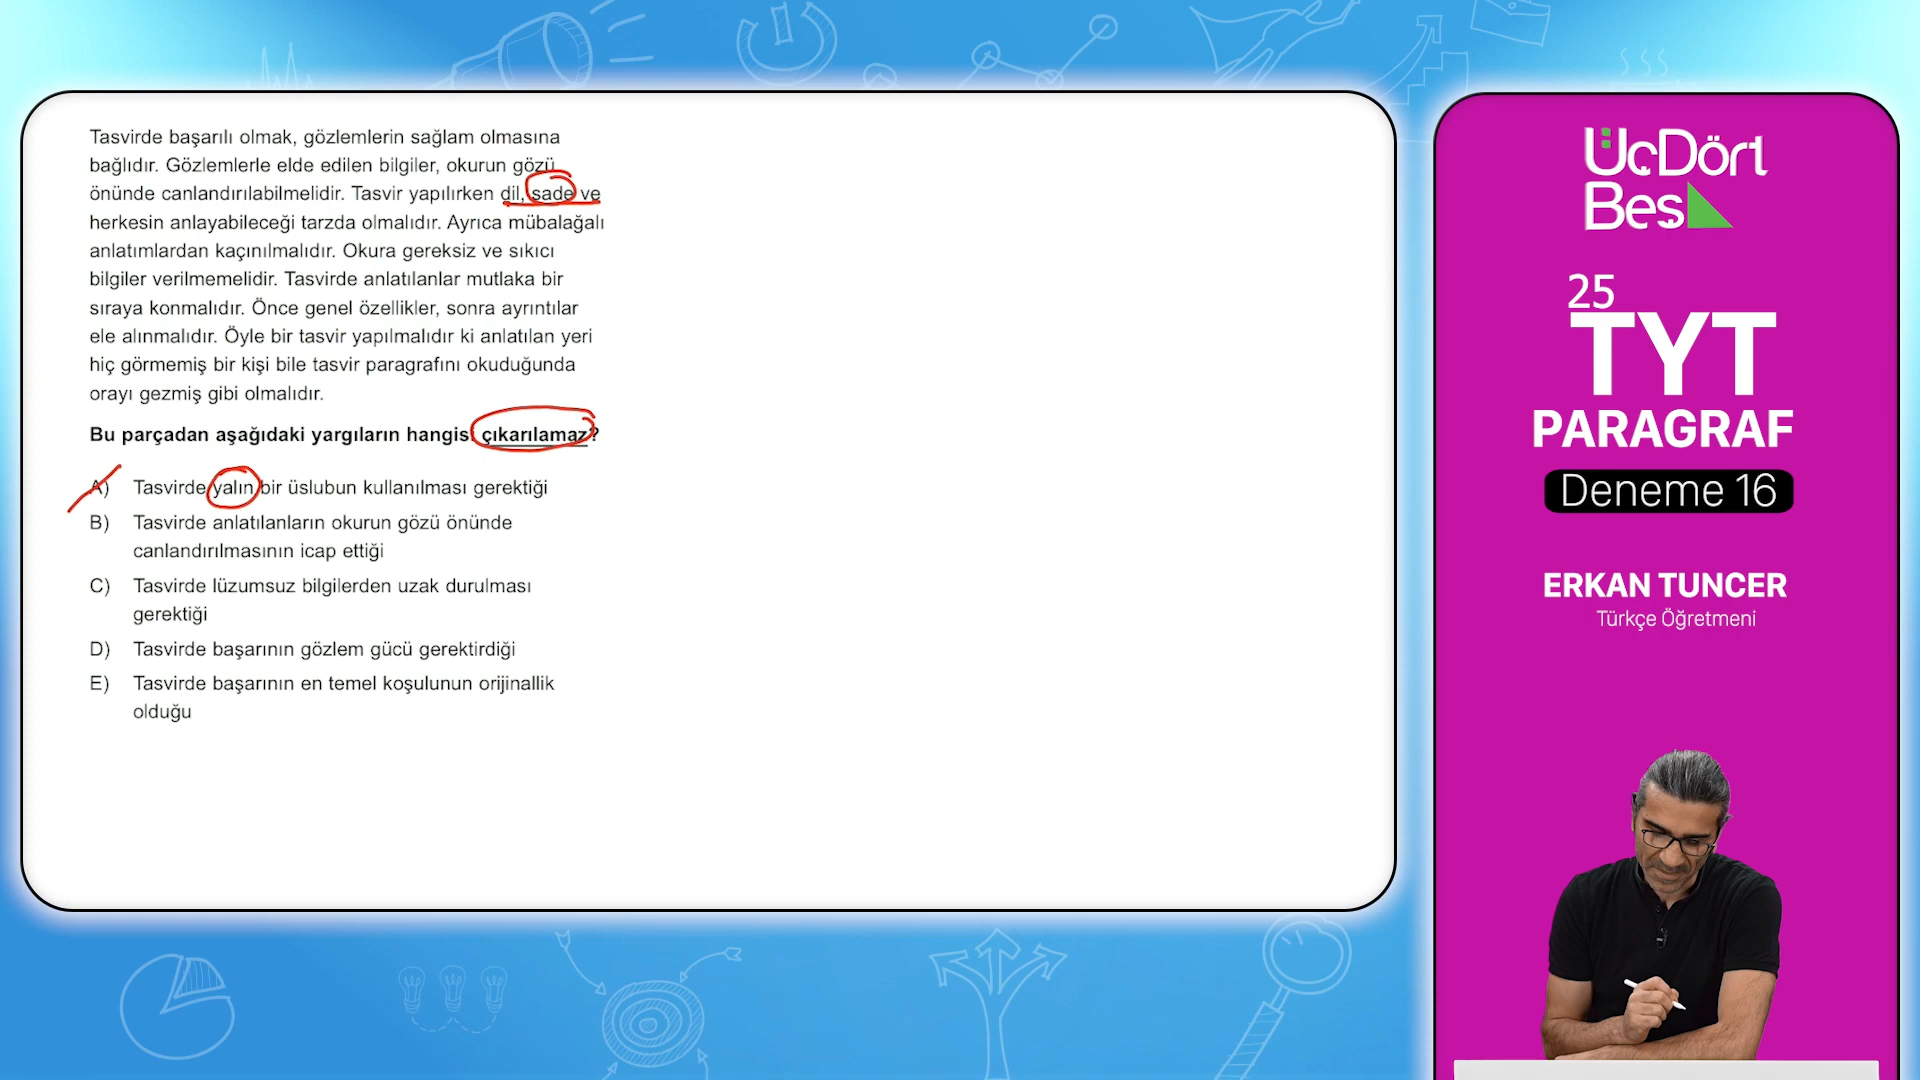 Tasvirde başarılı olmak, gözlemlerin sağlam olmasına
bağlıdır. Gözlemlerle elde edilen bilgiler, okurun gözü
önünde canlandırılabilmelidir. Tasvir yapılırken dil, sade ve
herkesin anlayabileceği tarzda olmalıdır. Ayrıca mübalağalı
anlatımlardan kaçınılmalıdır. Okura gereksiz ve sıkıcı
bilgiler verilmemelidir. Tasvirde anlatılanlar mutlaka bir
sıraya konmalıdır. Önce genel özellikler, sonra ayrıntılar
ele alınmalıdır. Öyle bir tasvir yapılmalıdır ki anlatılan yeri
hiç görmemiş bir kişi bile tasvir paragrafını okuduğunda
orayı gezmiş gibi olmalıdır.
Bu parçadan aşağıdaki yargıların hangisi çıkarılamaz?
A) Tasvirde yalın bir üslubun kullanılması gerektiği
B) Tasvirde anlatılanların okurun gözü önünde
canlandırılmasının icap ettiği
C) Tasvirde lüzumsuz bilgilerden uzak durulması
gerektiği
D) Tasvirde başarının gözlem gücü gerektirdiği
E) Tasvirde başarının en temel koşulunun orijinallik
olduğu
ÜçDört
Beş
25
TYT
PARAGRAF
Deneme 16
ERKAN TUNCER
Türkçe Öğretmeni